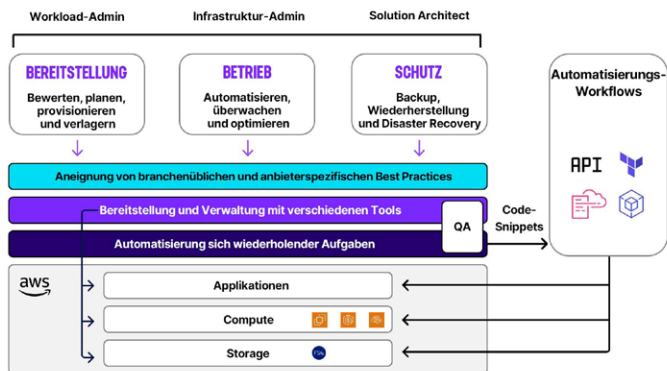 Workload-Admin
Infrastruktur-Admin
Solution Architect
BEREITSTELLUNG
Bewerten, planen,
provisionieren
und verlagern
BETRIEB
Automatisieren,
überwachen
und optimieren
SCHUTZ
Backup,
Wiederherstellung
und Disaster Recovery
Automatisierungs-
Workflows
API
Aneignung von branchenüblichen und anbieterspezifischen Best Practices
Bereitstellung und Verwaltung mit verschiedenen Tools
Automatisierung sich wiederholender Aufgaben
QA
Code-
Snippets
aws
Applikationen
Compute
Storage